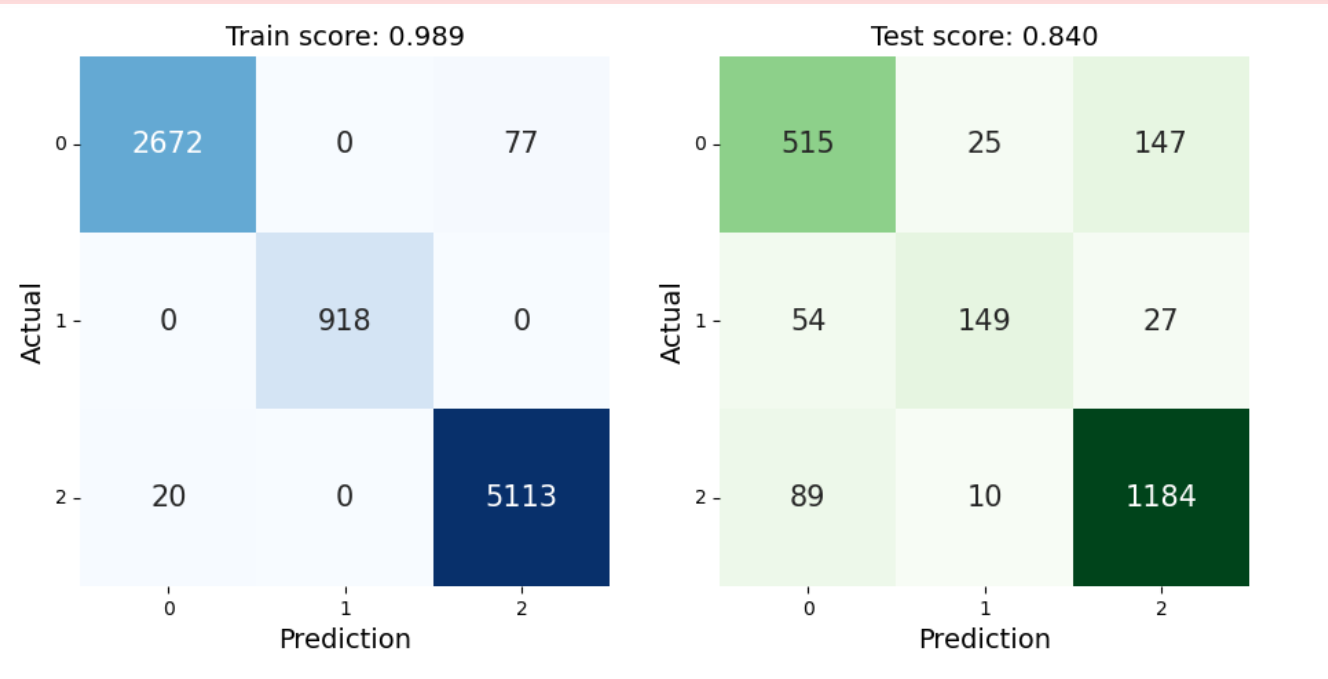 Train score: 0.989
Actual
0
2672 0 77
1
0 918 0
2
20 0 5113
0 1 2
Prediction
Test score: 0.840
Actual
0
515 25 147
1
54 149 27
2
89 10 1184
0 1 2
Prediction